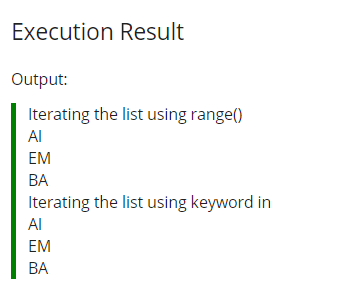 Execution Result
Output:
Iterating the list using range()
AI
EM
BA
Iterating the list using keyword in
AI
EM
BA